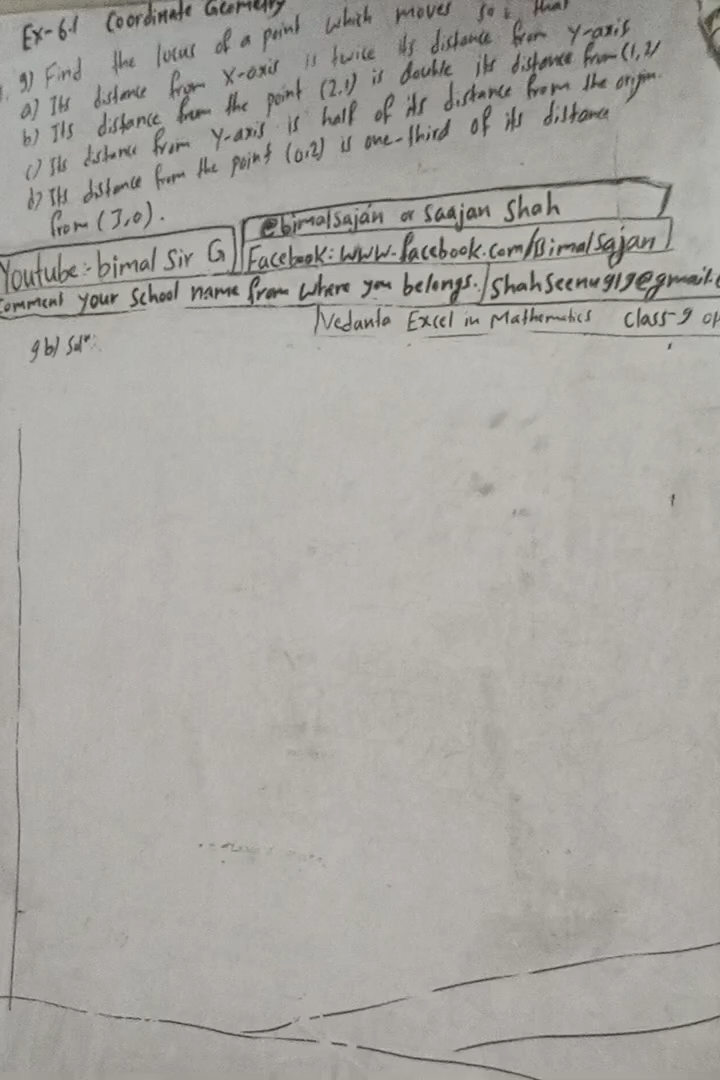 Ex-6.1 Coordinate Geometry
9) Find the locus of a point which moves so that
a) Its distance from X-axis is twice its distance from Y-axis
b) Its distance from the point (2,1) is double its distance from (1,2)
c) Its distance from Y-axis is half of its distance from the origin.
d) Its distance from the point (0,2) is one-third of its distance
from (3,0).
@bimalsajan or Saajan Shah
Youtube:- bimal Sir G
Facebook: www.facebook.com/Bimalsajan
Comment your School name from where you belongs. Shahseenu919@gmail.
Vedanta Excel in Mathematics Class-9
9 b) Solⁿ: